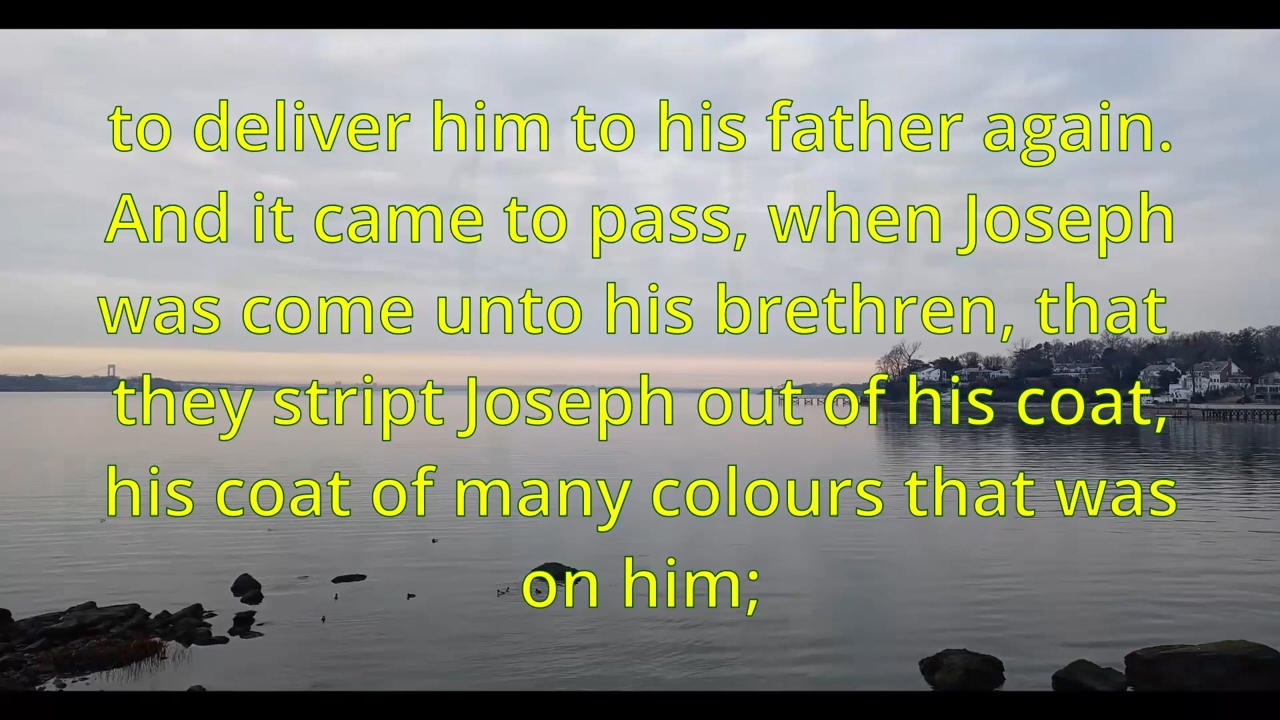 to deliver him to his father again.
And it came to pass, when Joseph
was come unto his brethren, that
they stript Joseph out of his coat,
his coat of many colours that was
on him;